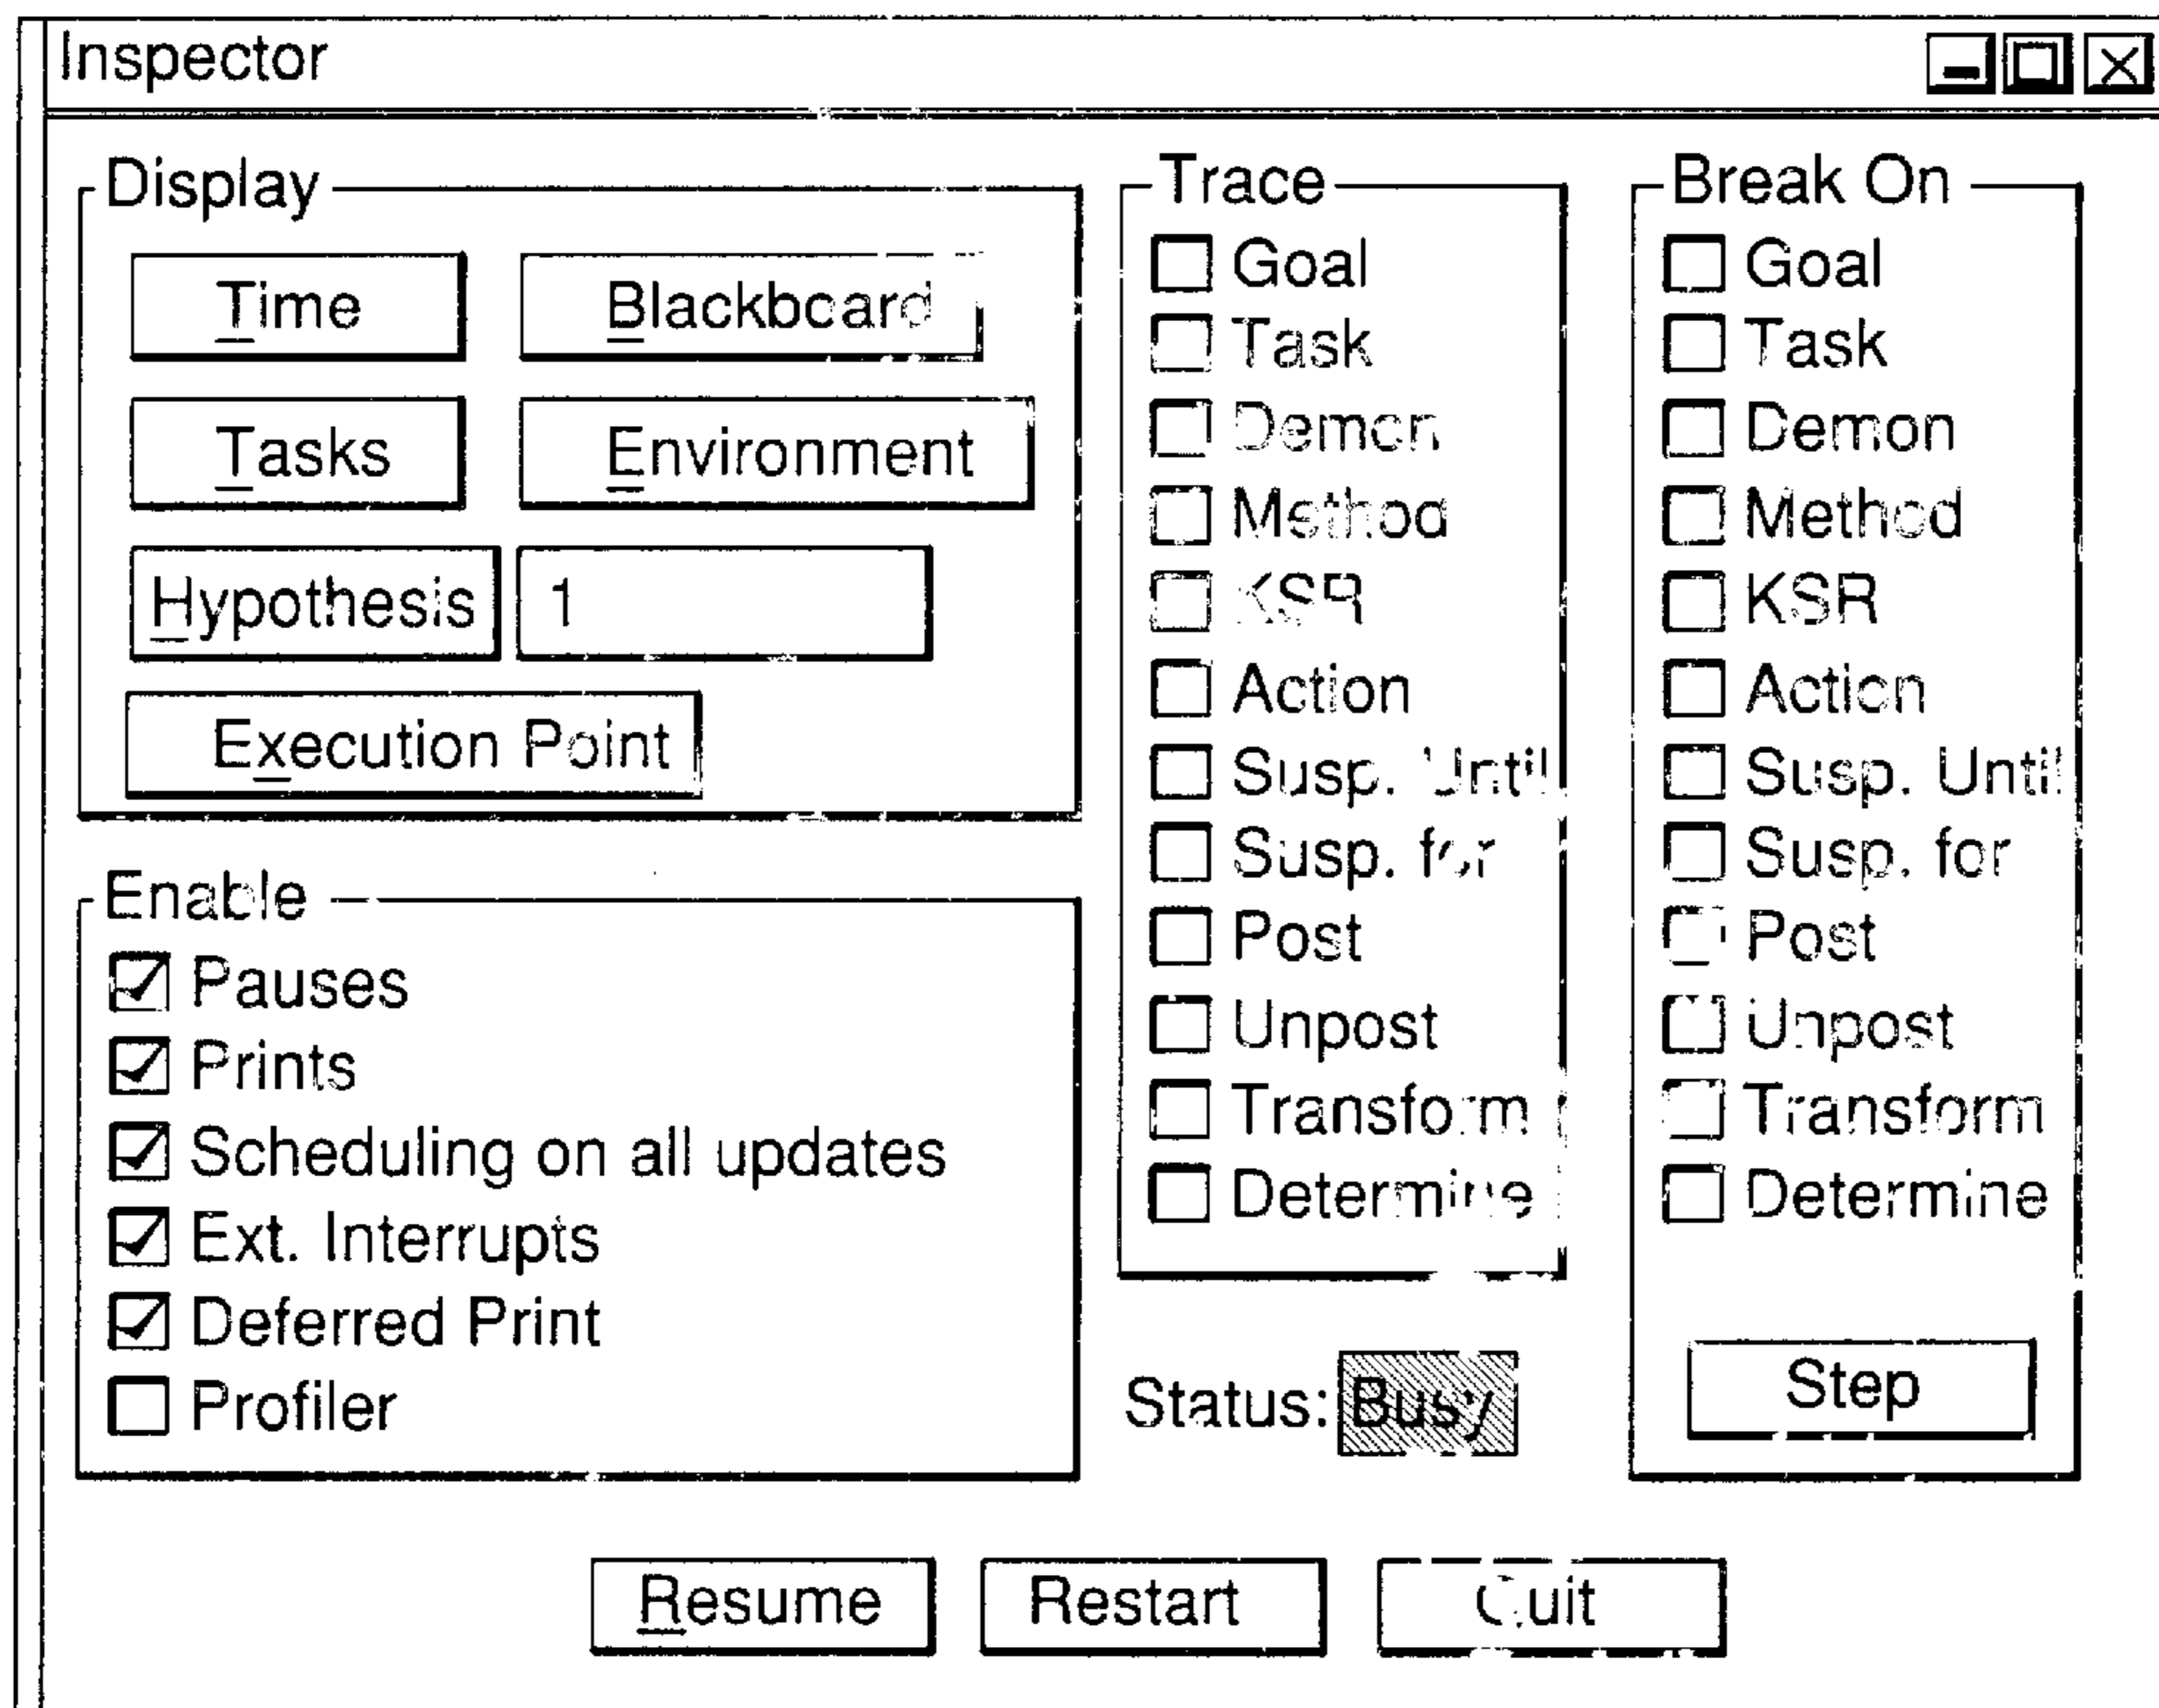 Inspector
Display
Time
Blackboard
Tasks
Environment
Hypothesis
1
Execution Point
Enable
Pauses
Prints
Scheduling on all updates
Ext. Interrupts
Deferred Print
Profiler
Trace
Goal
Task
Demon
Method
KSR
Action
Susp. Until
Susp. for
Post
Unpost
Transform
Determine
Status: Busy
Break On
Goal
Task
Demon
Method
KSR
Action
Susp. Until
Susp. for
Post
Unpost
Transform
Determine
Step
Resume
Restart
Quit